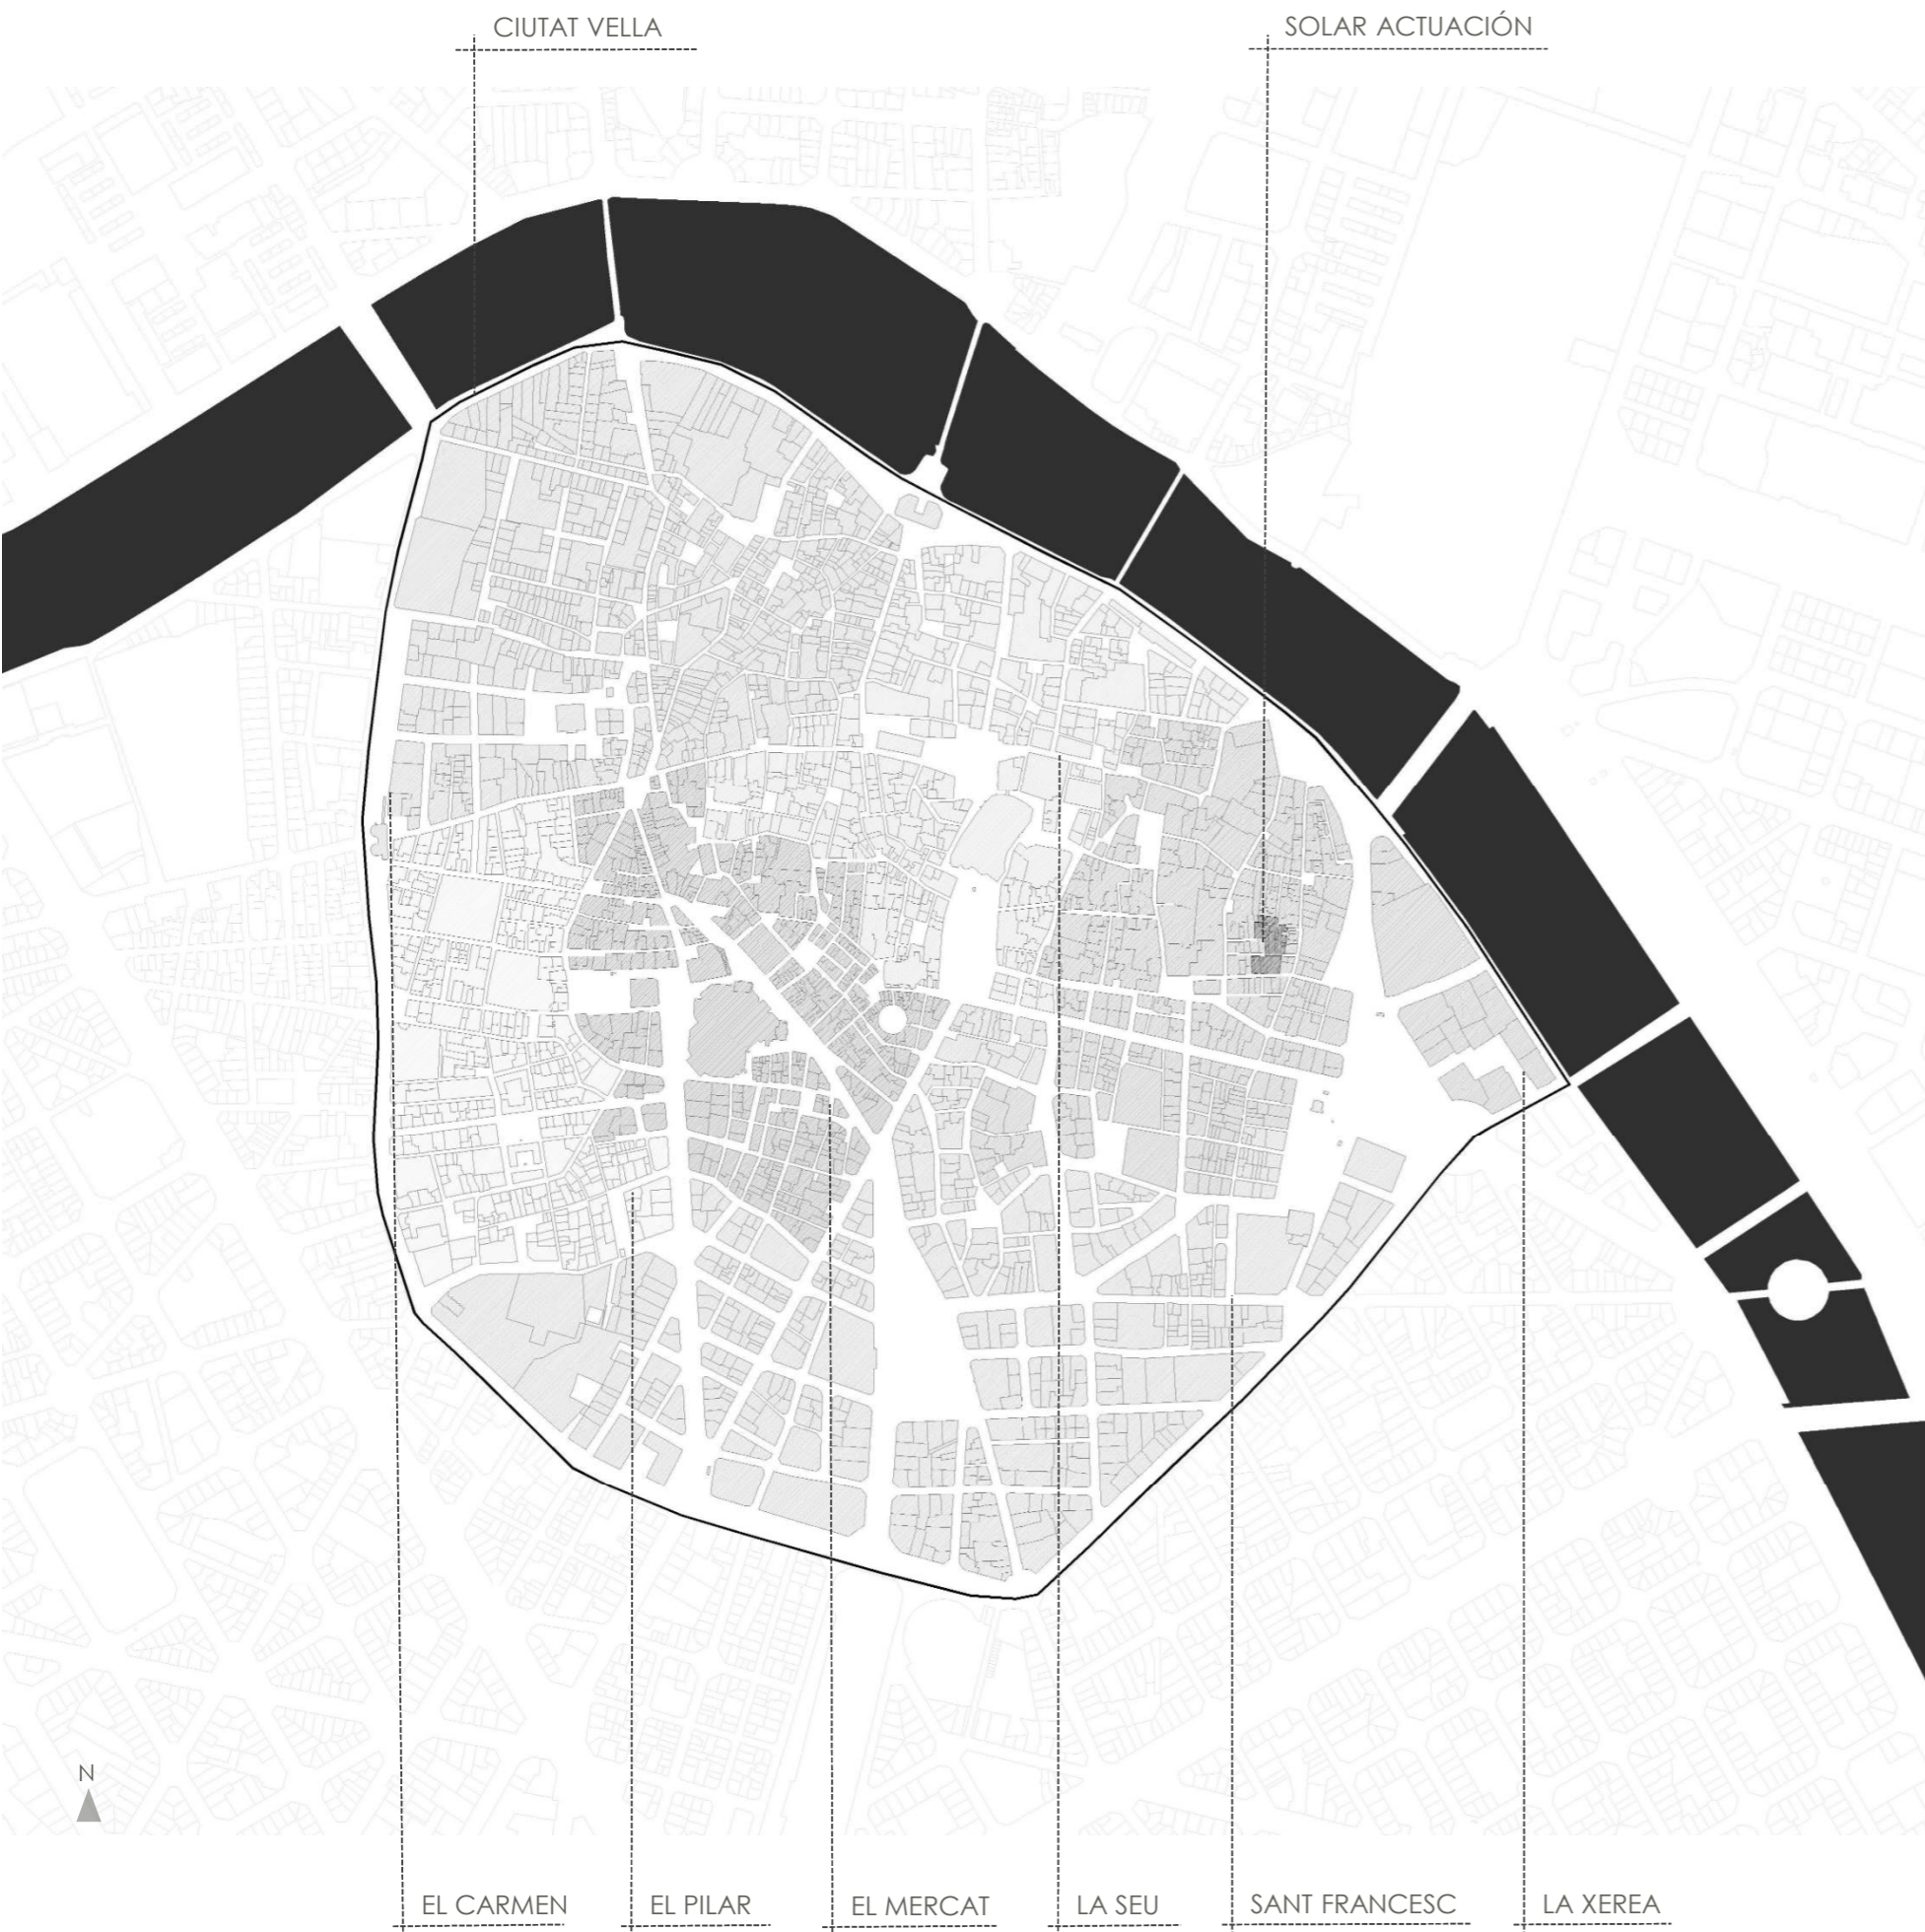 CIUTAT VELLA
SOLAR ACTUACIÓN
N
EL CARMEN
EL PILAR
EL MERCAT
LA SEU
SANT FRANCESC
LA XEREA